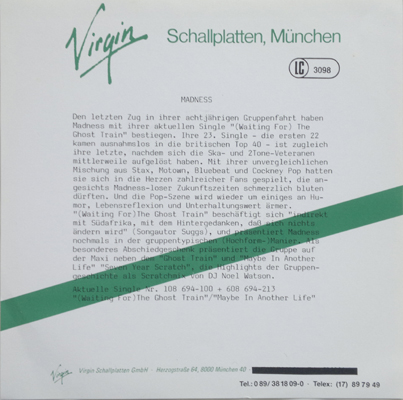 Virgin Schallplatten, München
LC 3098
MADNESS
Den letzten Zug in ihrer achtjährigen Gruppenfahrt haben
Madness mit ihrer aktuellen Single "(Waiting For) The
Ghost Train" bestiegen. Ihre 23. Single - die ersten 22
kamen ausnahmslos in die britischen Top 40 - ist zugleich
ihre letzte, nachdem sich die Ska- und 2Tone-Veteranen
mittlerweile aufgelöst haben. Mit ihrer unvergleichlichen
Mischung aus Stax, Motown, Bluebeat und Cockney Pop hatten
sie sich in die Herzen zahlreicher Fans gespielt, die an-
gesichts Madness-loser Zukunftszeiten schmerzlich bluten
dürften. Und die Pop-Szene wird wieder um einiges an Hu-
mor, Lebensreflexion und Unterhaltungswert ärmer.
"(Waiting For)The Ghost Train" beschäftigt sich "indirekt
mit Südafrika, mit dem Hintergedanken, daß sich nichts
ändern wird" (Songautor Suggs), und präsentiert Madness
nochmals in der gruppentypischen (Hochform-)Manier. Als
besonderes Abschiedsgeschenk präsentiert die Gruppe auf
der Maxi neben dem "Ghost Train" und "Maybe In Another
Life" "Seven Year Scratch", die Highlights der Gruppen-
geschichte als Scratchmix von DJ Noel Watson.
Aktuelle Single Nr. 108 694-100 + 608 694-213
"(Waiting For)The Ghost Train"/"Maybe In Another Life"
Virgin Virgin Schallplatten GmbH · Herzogstraße 64, 8000 München 40
Tel.: 0 89/38 18 09-0 · Telex: (17) 89 79 49